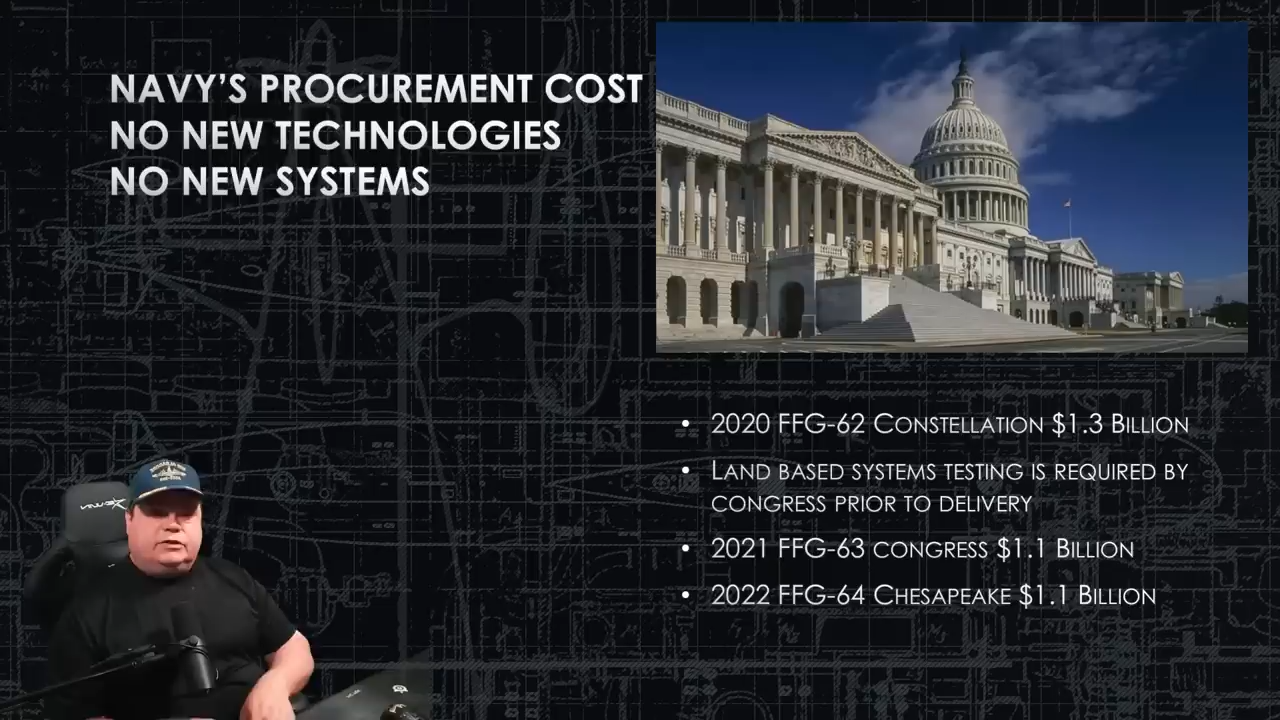 NAVY'S PROCUREMENT COST
NO NEW TECHNOLOGIES
NO NEW SYSTEMS
• 2020 FFG-62 CONSTELLATION $1.3 BILLION
• LAND BASED SYSTEMS TESTING IS REQUIRED BY
CONGRESS PRIOR TO DELIVERY
• 2021 FFG-63 CONGRESS $1.1 BILLION
• 2022 FFG-64 CHESAPEAKE $1.1 BILLION